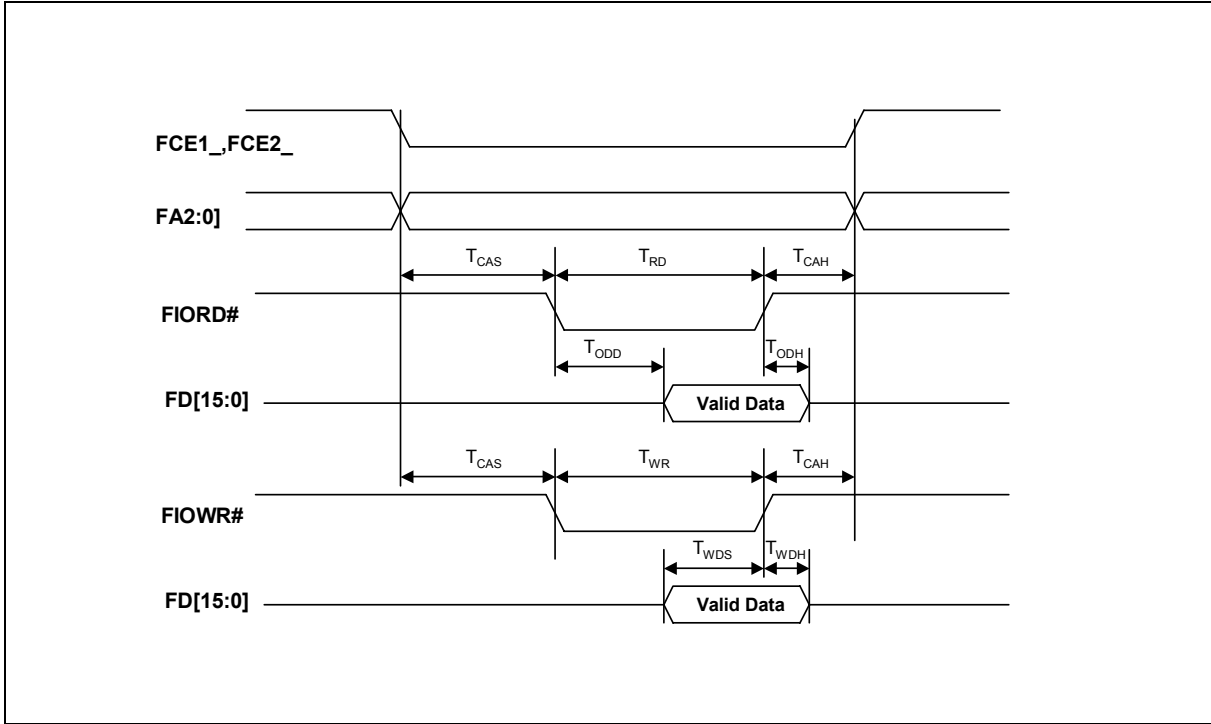 FCE1_,FCE2_
FA2:0]
TCAS TRD TCAH
FIORD#
TODD TODH
FD[15:0] Valid Data
TCAS TWR TCAH
FIOWR#
TWDS TWDH
FD[15:0] Valid Data